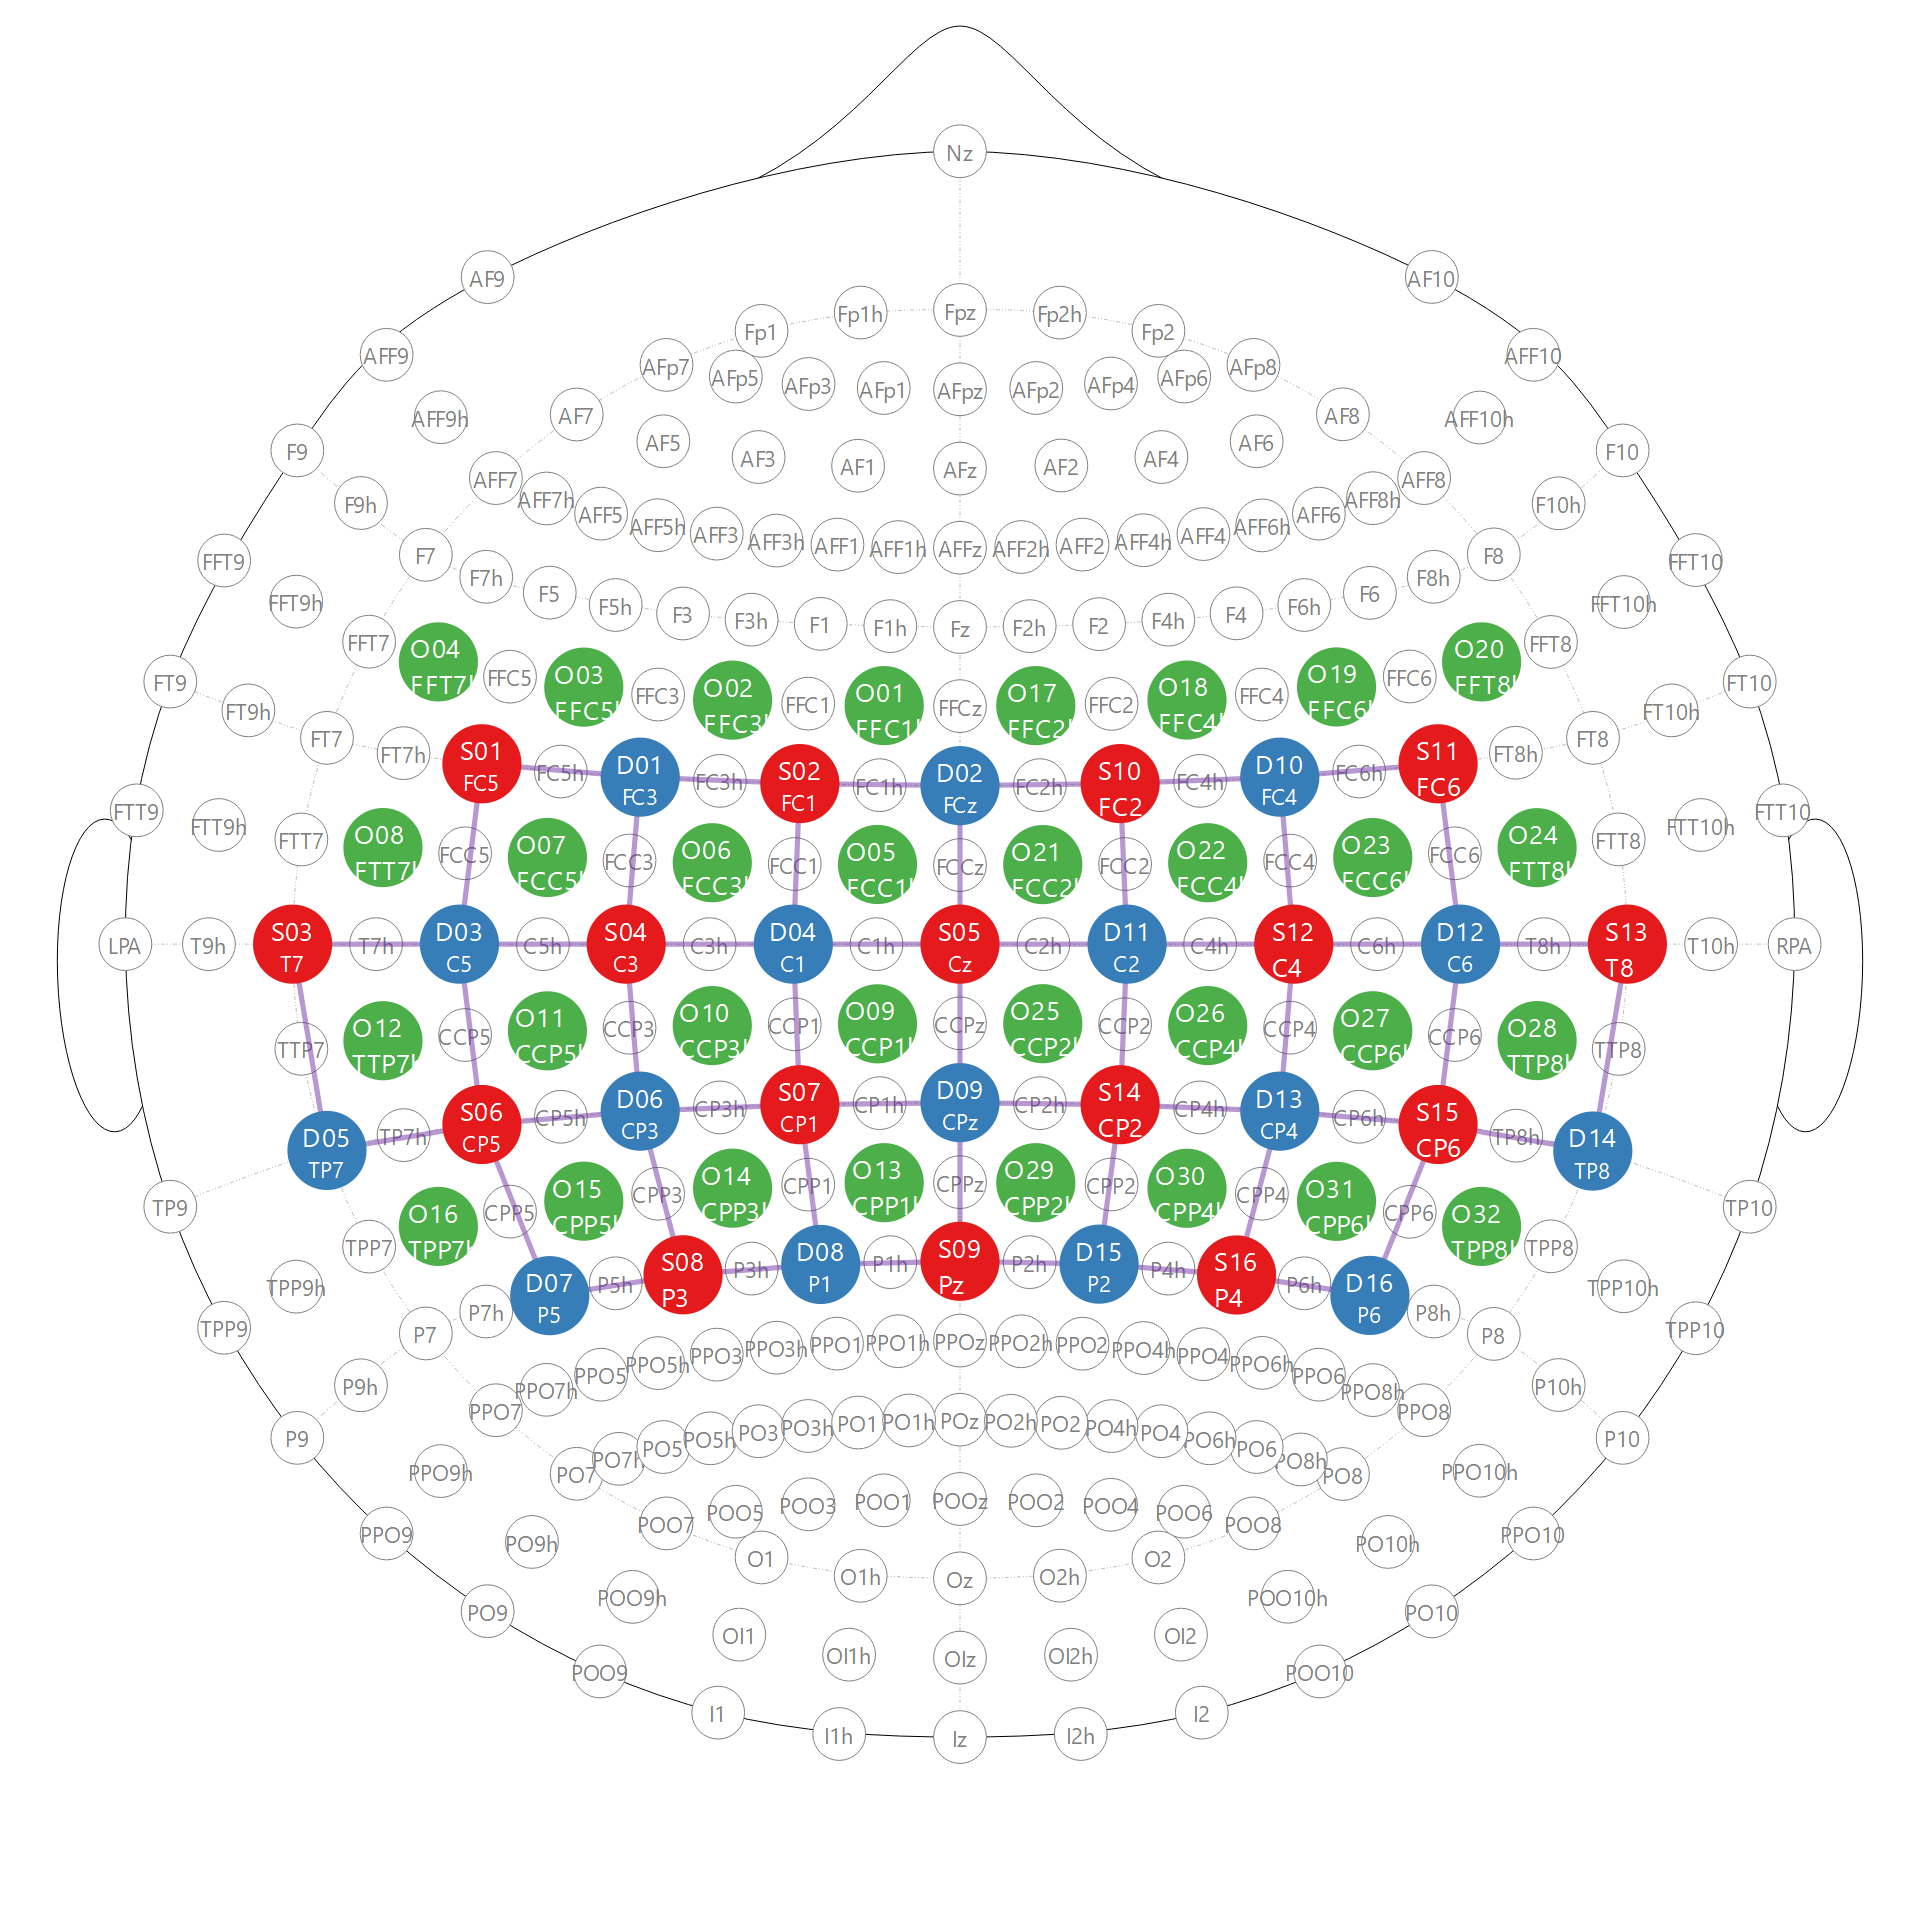 Nz
AF9
AF10
Fp1
Fp1h
Fpz
Fp2h
Fp2
AFF9
AFF10
AFp7
AFp5
AFp3
AFp1
AFpz
AFp2
AFp4
AFp6
AFp8
AFF9h
AF7
AF8
AFF10h
F9
AF5
AF3
AF1
AFz
AF2
AF4
AF6
F10
F9h
AFF7
AFF7h
AFF5
AFF5h
AFF3
AFF3h
AFF1
AFF1h
AFFz
AFF2h
AFF2
AFF4h
AFF4
AFF6h
AFF6
AFF8h
AFF8
F10h
FFT9
F7
F8
FFT10
FFT9h
F7h
F5
F5h
F3
F3h
F1
F1h
Fz
F2h
F2
F4h
F4
F6h
F6
F8h
FFT10h
FFT7
O04
FFT7h
FFC5
O03
FFC5h
FFC3
O02
FFC3h
FFC1
O01
FFC1h
FFCz
O17
FFC2h
FFC2
O18
FFC4h
FFC4
O19
FFC6h
FFC6
O20
FFT8h
FFT8
FT9
FT9h
FT7
FT7h
S01
FC5
FC5h
D01
FC3
FC3h
S02
FC1
FC1h
D02
FCz
FC2h
S10
FC2
FC4h
D10
FC4
FC6h
S11
FC6
FT8h
FT8
FT10h
FT10
FTT9
FTT9h
FTT7
O08
FTT7h
FCC5
O07
FCC5h
FCC3
O06
FCC3h
FCC1
O05
FCC1h
FCCz
O21
FCC2h
FCC2
O22
FCC4h
FCC4
O23
FCC6h
FCC6
O24
FTT8h
FTT8
FTT10h
FTT10
LPA
T9h
S03
T7
T7h
D03
C5
C5h
S04
C3
C3h
D04
C1
C1h
S05
Cz
C2h
D11
C2
C4h
S12
C4
C6h
D12
C6
T8h
S13
T8
T10h
RPA
TTP7
O12
TTP7h
CCP5
O11
CCP5h
CCP3
O10
CCP3h
CCP1
O09
CCP1h
CCPz
O25
CCP2h
CCP2
O26
CCP4h
CCP4
O27
CCP6h
CCP6
O28
TTP8h
TTP8
D05
TP7
TP7h
S06
CP5
CP5h
D06
CP3
CP3h
S07
CP1
CP1h
D09
CPz
CP2h
S14
CP2
CP4h
D13
CP4
CP6h
S15
CP6
TP8h
D14
TP8
TP9
TPP7
O16
TPP7h
CPP5
O15
CPP5h
CPP3
O14
CPP3h
CPP1
O13
CPP1h
CPPz
O29
CPP2h
CPP2
O30
CPP4h
CPP4
O31
CPP6h
CPP6
O32
TPP8h
TPP8
TP10
TPP9h
P7
P7h
D07
P5
P5h
S08
P3
P3h
D08
P1
P1h
S09
Pz
P2h
D15
P2
P4h
S16
P4
P6h
D16
P6
P8h
P8
TPP10h
TPP9
TPP10
P9h
PPO7
PPO7h
PPO5
PPO5h
PPO3
PPO3h
PPO1
PPO1h
PPOz
PPO2h
PPO2
PPO4h
PPO4
PPO6h
PPO6
PPO8h
PPO8
P10h
P9
P10
PPO9h
PO7
PO7h
PO5
PO5h
PO3
PO3h
PO1
PO1h
POz
PO2h
PO2
PO4h
PO4
PO6h
PO6
PO8h
PO8
PPO10h
PPO9
PO9h
POO7
POO5
POO3
POO1
POOz
POO2
POO4
POO6
POO8
PO10h
PPO10
O1
O1h
Oz
O2h
O2
PO9
POO9h
POO10h
PO10
OI1
OI1h
OIz
OI2h
OI2
POO9
POO10
I1
I1h
Iz
I2h
I2